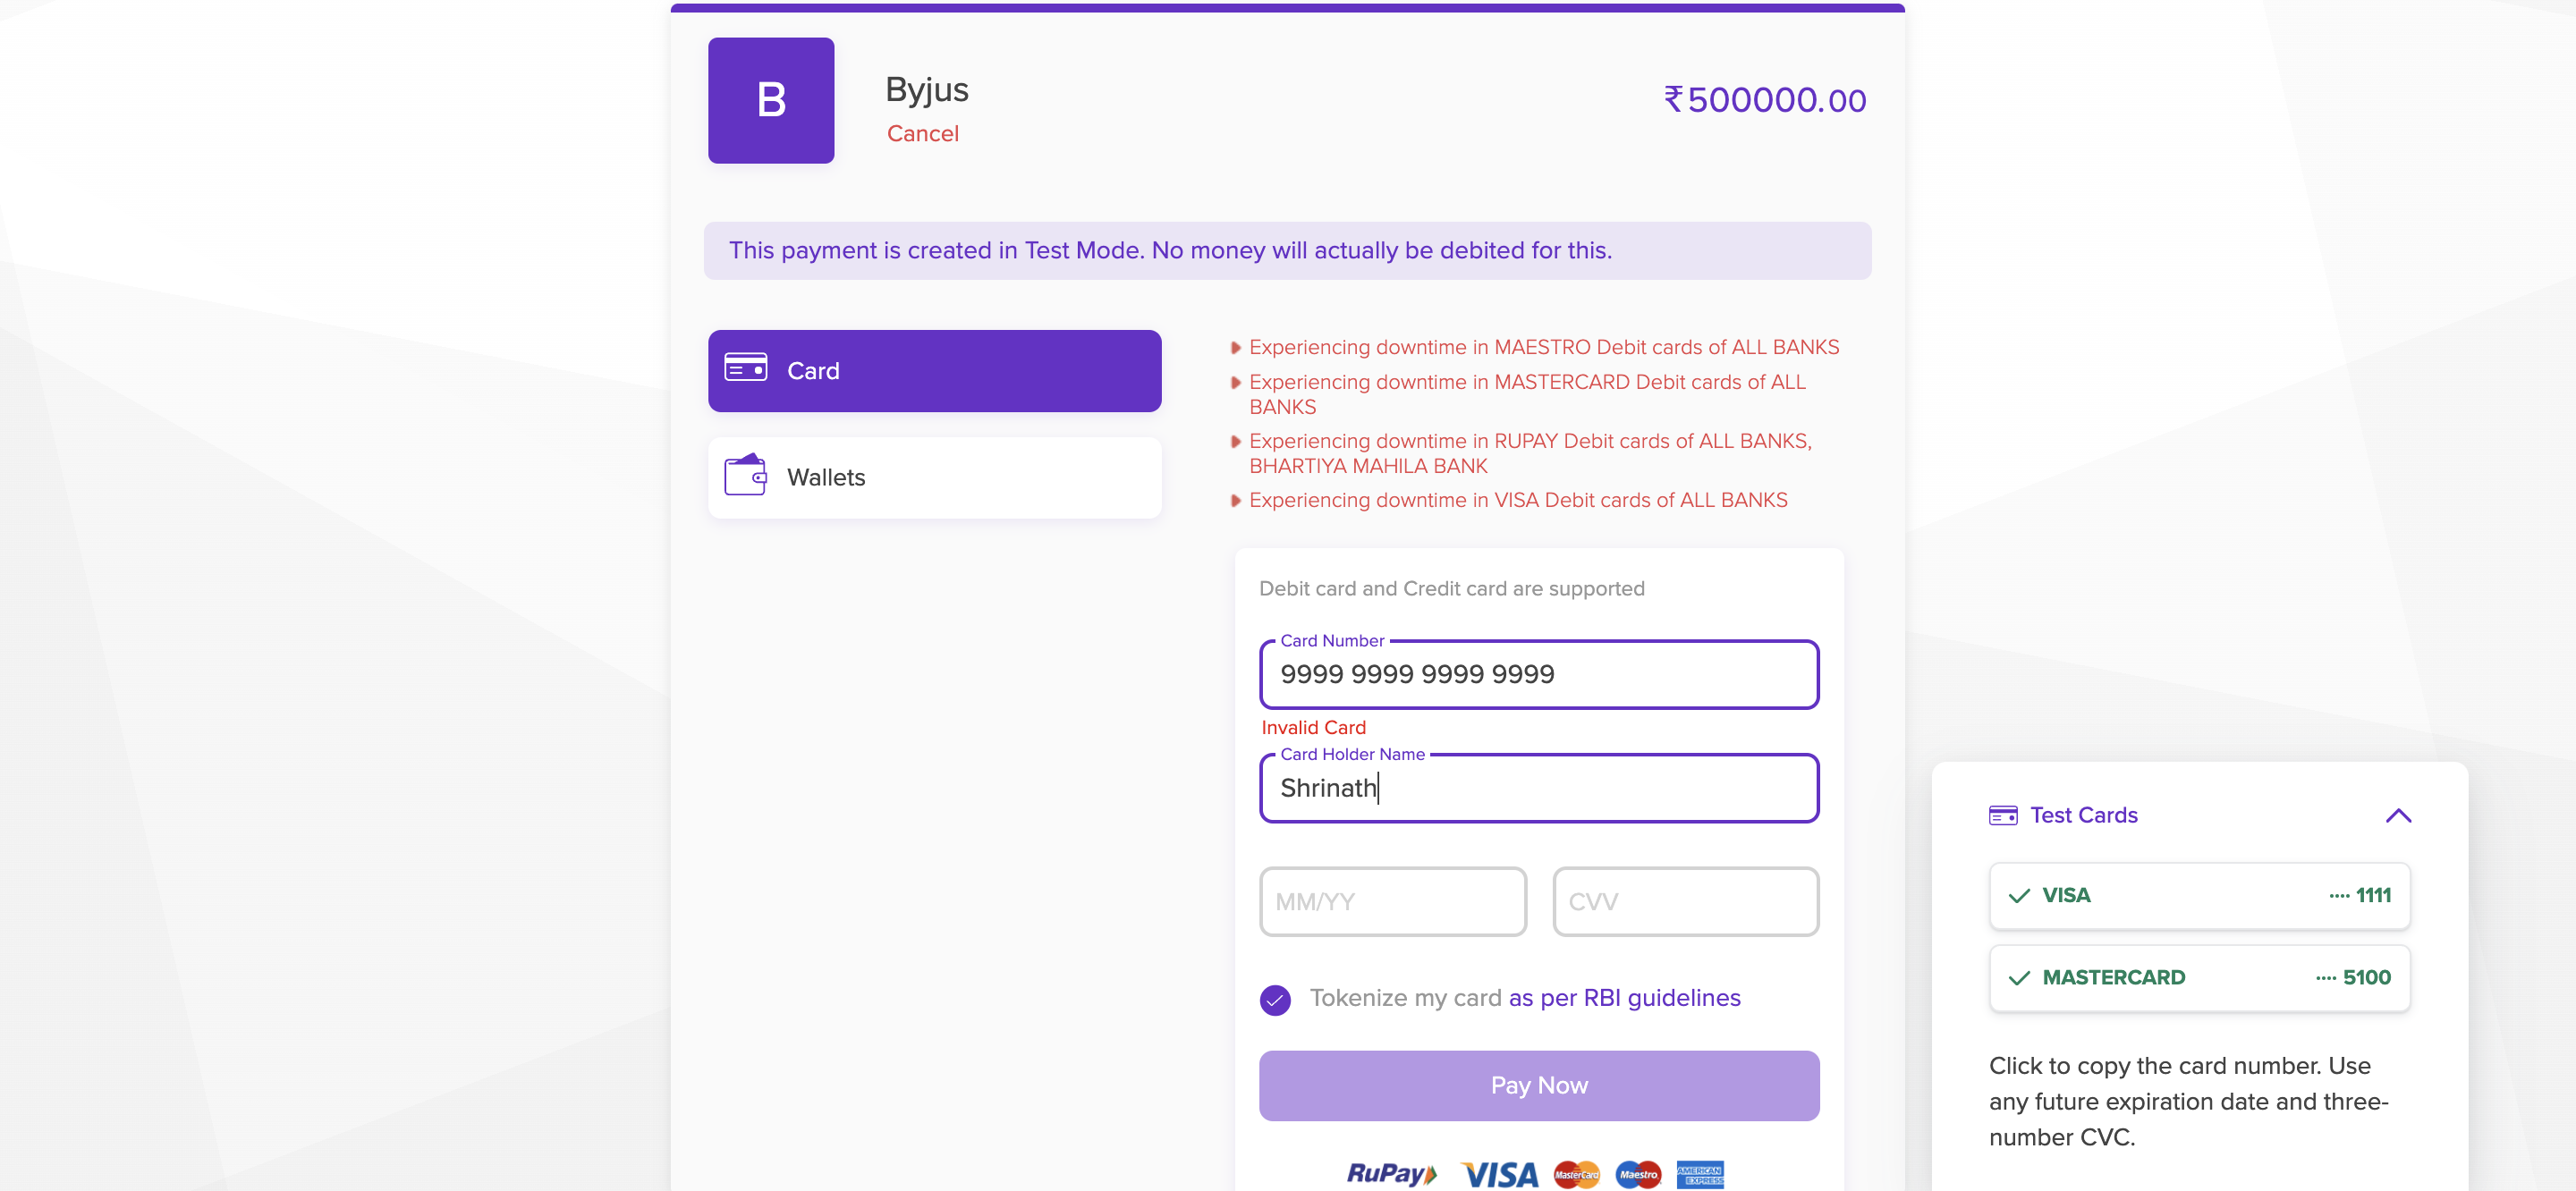 B
Byjus
Cancel
₹500000.00
This payment is created in Test Mode. No money will actually be debited for this.
Card
Wallets
Experiencing downtime in MAESTRO Debit cards of ALL BANKS
Experiencing downtime in MASTERCARD Debit cards of ALL
BANKS
Experiencing downtime in RUPAY Debit cards of ALL BANKS,
BHARTIYA MAHILA BANK
Experiencing downtime in VISA Debit cards of ALL BANKS
Debit card and Credit card are supported
Card Number
9999 9999 9999 9999
Invalid Card
Card Holder Name
Shrinath
MM/YY CVV
Tokenize my card as per RBI guidelines
Pay Now
RuPay VISA MasterCard Maestro AMERICAN EXPRESS
Test Cards
VISA ···· 1111
MASTERCARD ···· 5100
Click to copy the card number. Use
any future expiration date and three-
number CVC.